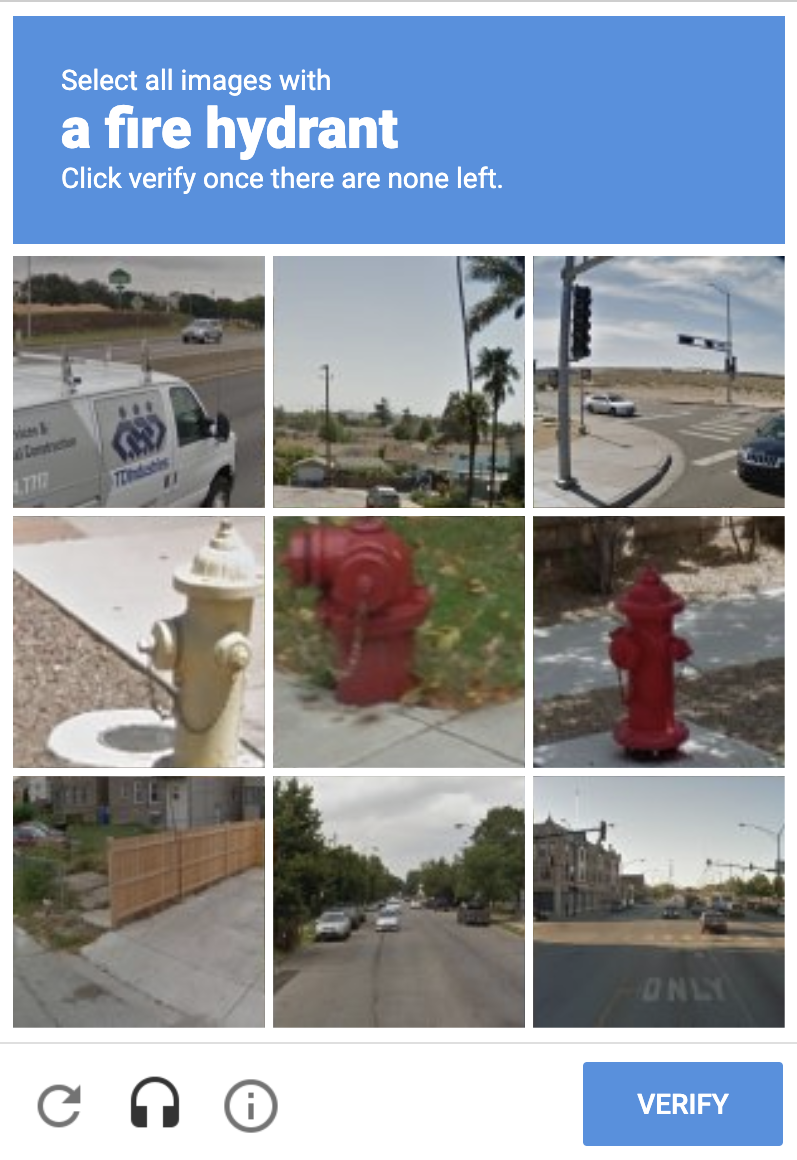 Select all images with
a fire hydrant
Click verify once there are none left.
TDIndustries
ONLY
VERIFY